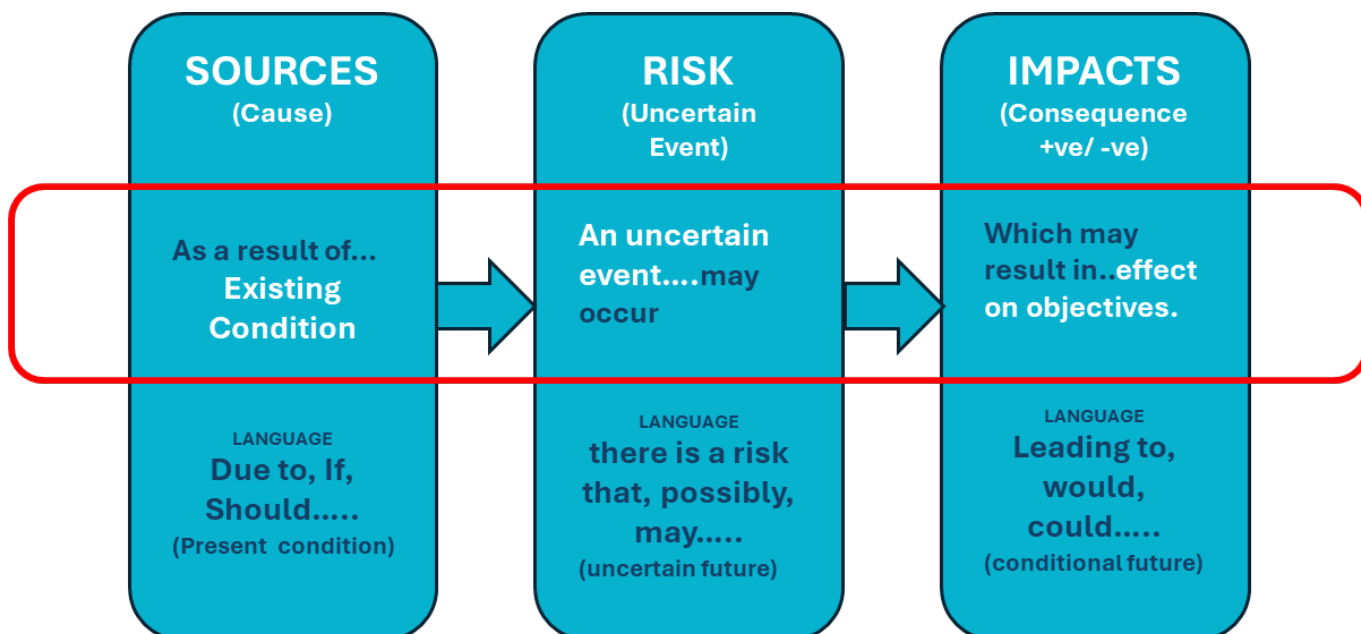 SOURCES
(Cause)
As a result of...
Existing
Condition
LANGUAGE
Due to, If,
Should.....
(Present condition)
RISK
(Uncertain
Event)
An uncertain
event....may
occur
LANGUAGE
there is a risk
that, possibly,
may.....
(uncertain future)
IMPACTS
(Consequence
+ve/ -ve)
Which may
result in..effect
on objectives.
LANGUAGE
Leading to,
would,
could.....
(conditional future)